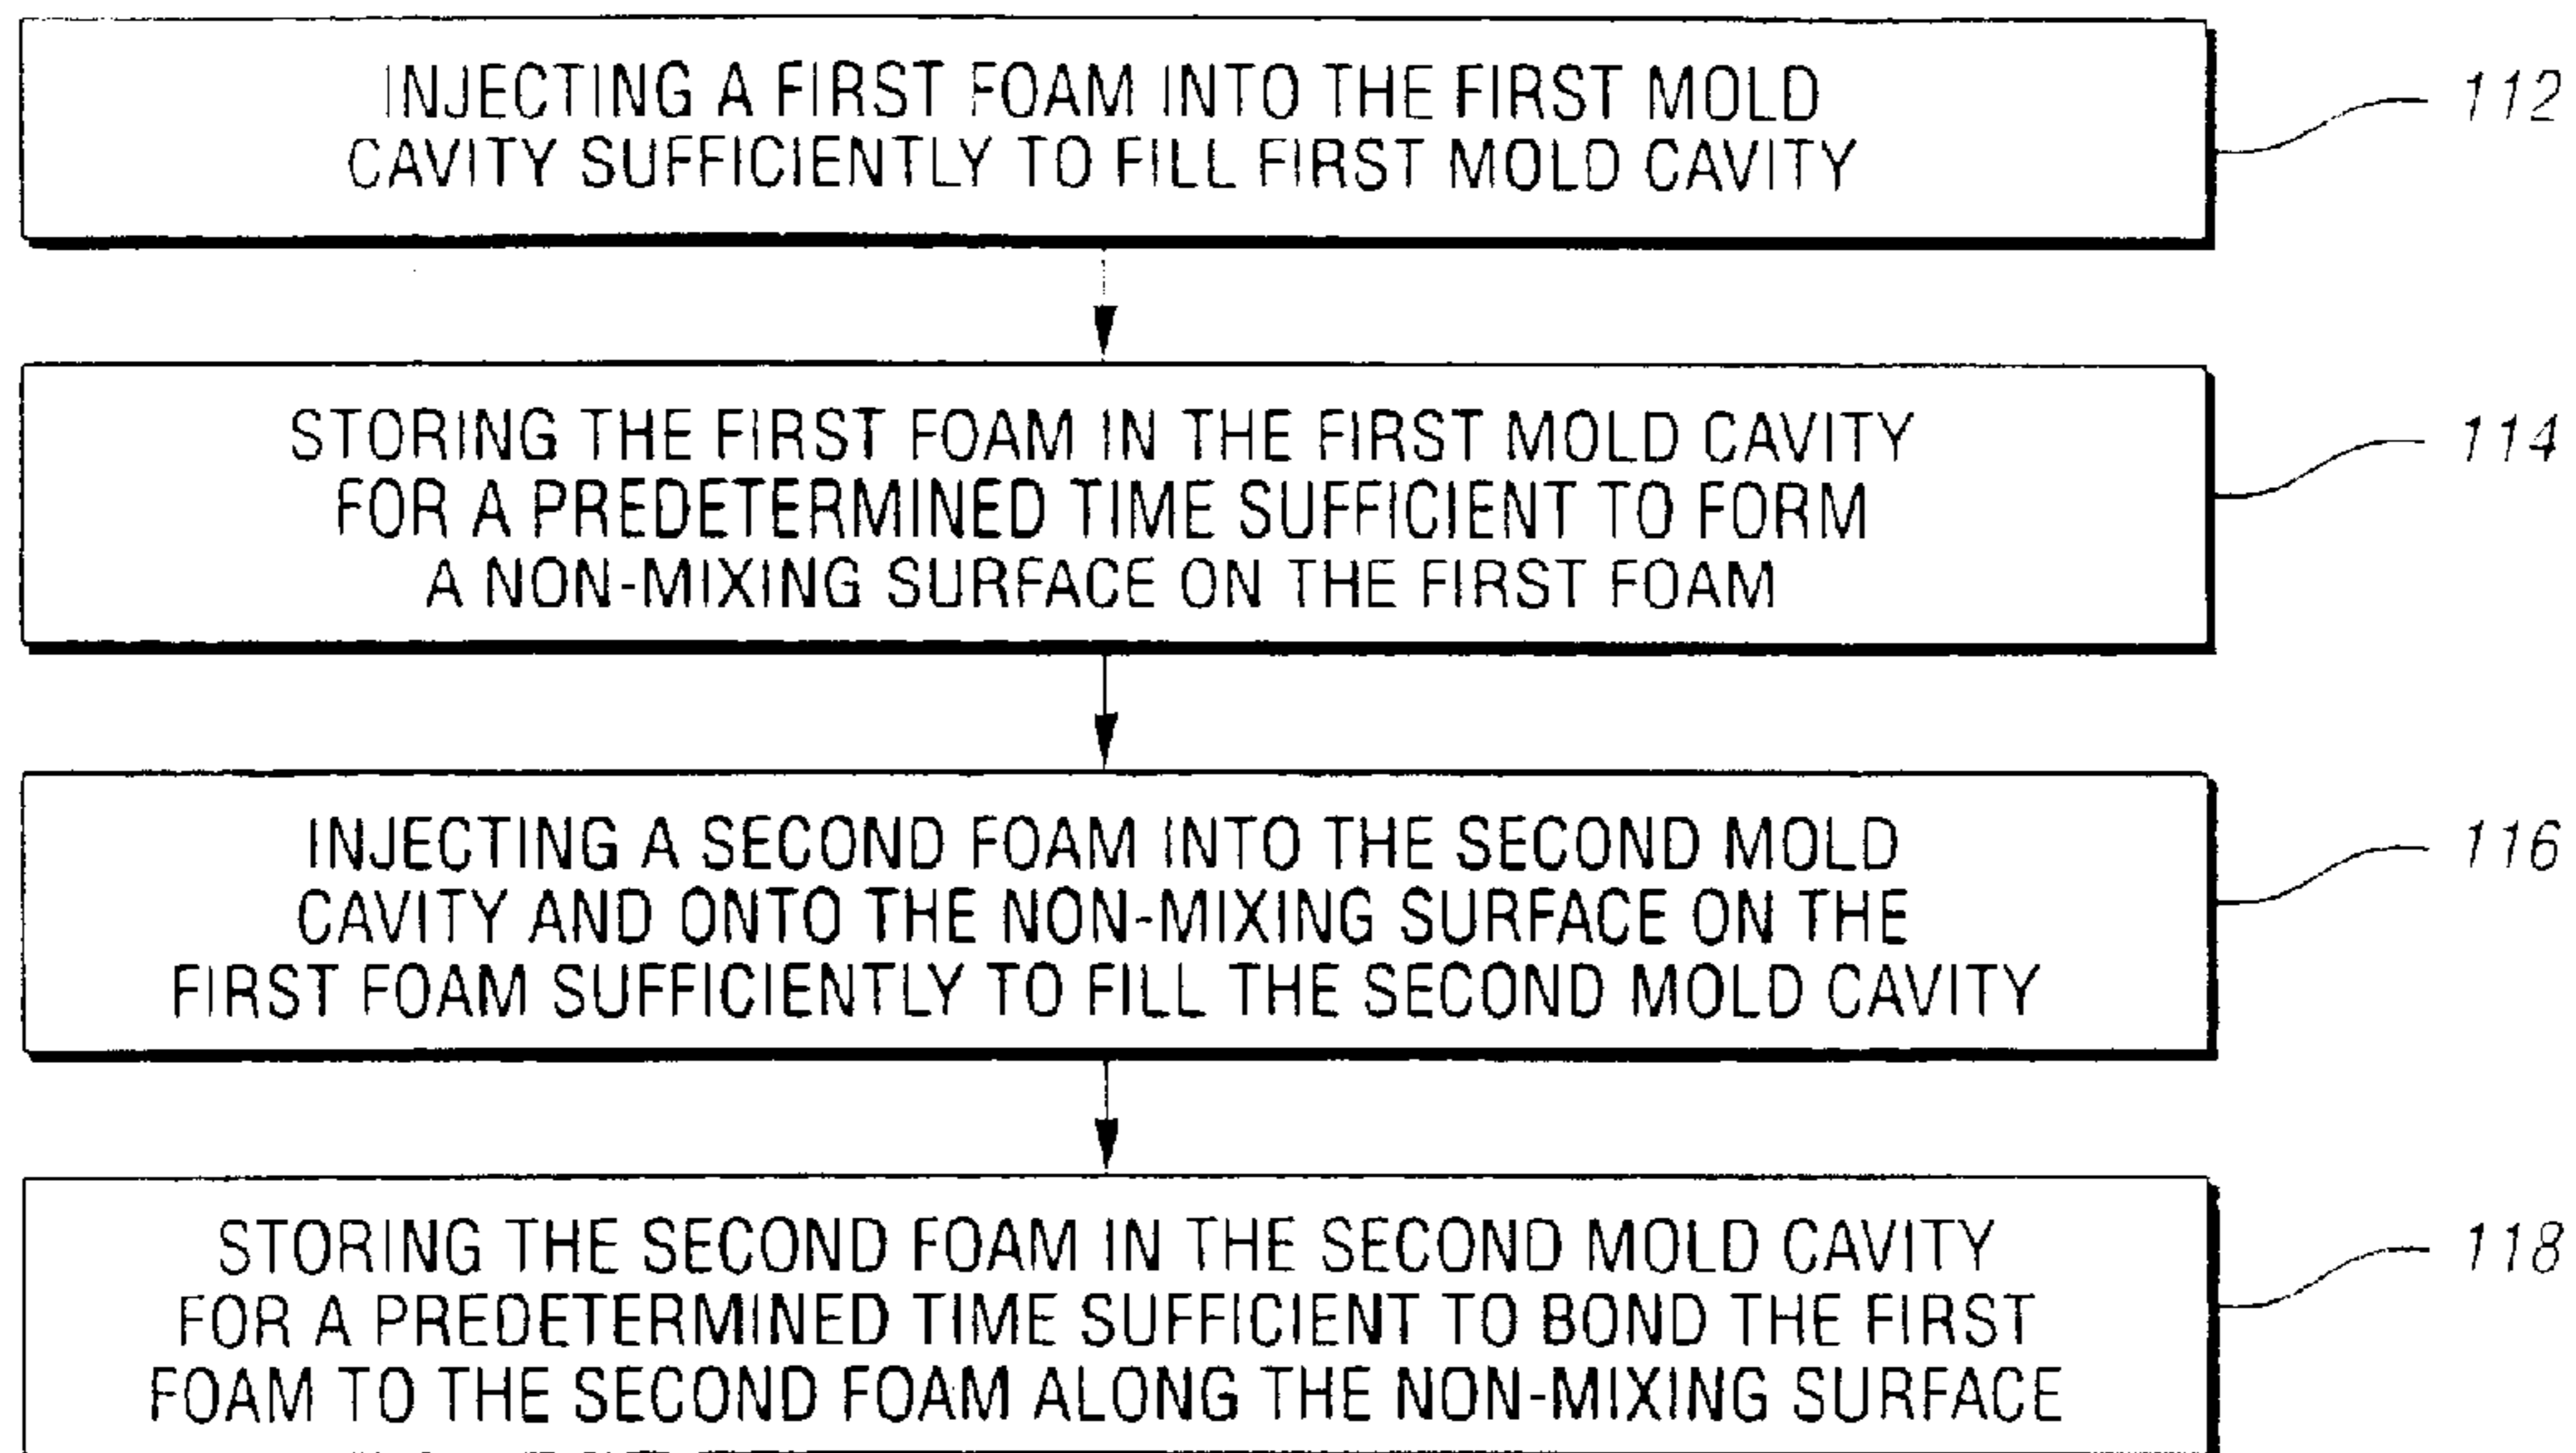 INJECTING A FIRST FOAM INTO THE FIRST MOLD
CAVITY SUFFICIENTLY TO FILL FIRST MOLD CAVITY
112
STORING THE FIRST FOAM IN THE FIRST MOLD CAVITY
FOR A PREDETERMINED TIME SUFFICIENT TO FORM
A NON-MIXING SURFACE ON THE FIRST FOAM
114
INJECTING A SECOND FOAM INTO THE SECOND MOLD
CAVITY AND ONTO THE NON-MIXING SURFACE ON THE
FIRST FOAM SUFFICIENTLY TO FILL THE SECOND MOLD CAVITY
116
STORING THE SECOND FOAM IN THE SECOND MOLD CAVITY
FOR A PREDETERMINED TIME SUFFICIENT TO BOND THE FIRST
FOAM TO THE SECOND FOAM ALONG THE NON-MIXING SURFACE
118